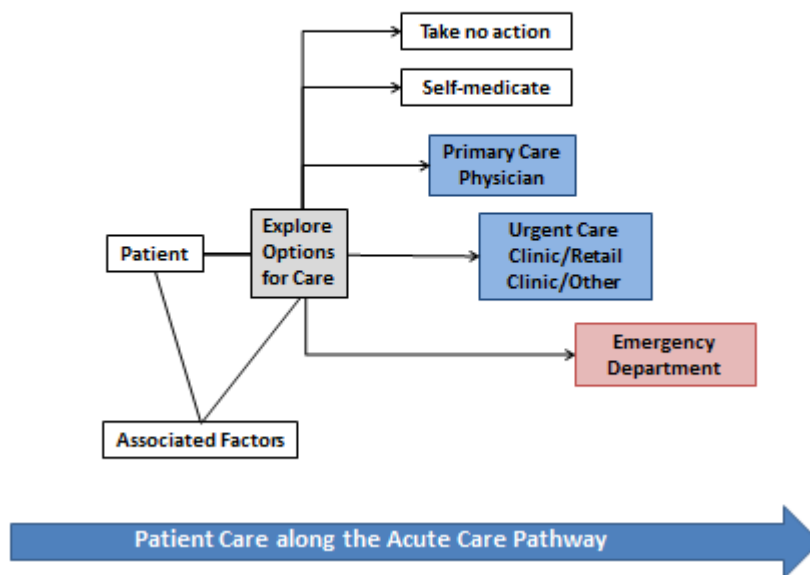 Take no action
Self-medicate
Primary Care
Physician
Explore
Options
for Care
Patient
Urgent Care
Clinic/Retail
Clinic/Other
Emergency
Department
Associated Factors
Patient Care along the Acute Care Pathway